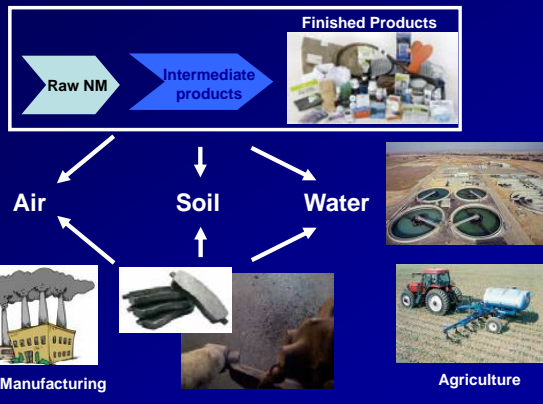 Finished Products
Raw NM
Intermediate
products
Air
Soil
Water
Manufacturing
Agriculture